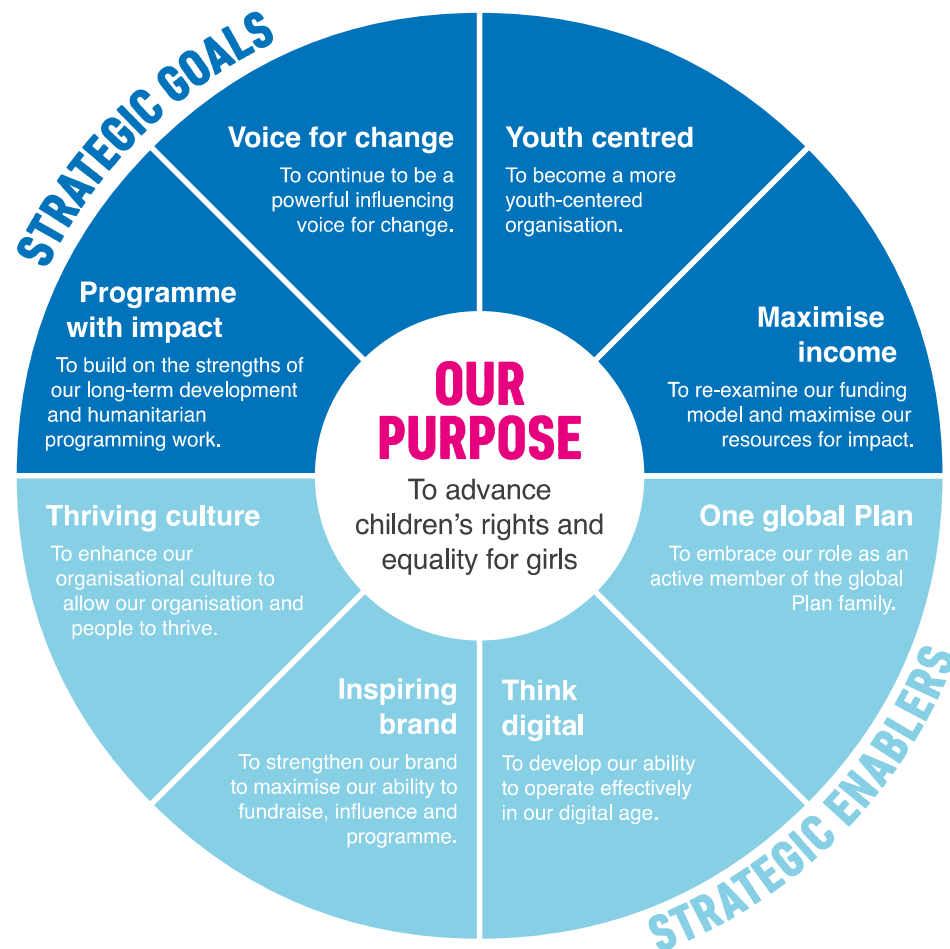 STRATEGIC GOALS
Voice for change
To continue to be a
powerful influencing
voice for change.
Youth centred
To become a more
youth-centered
organisation.
Programme
with impact
To build on the strengths of
our long-term development
and humanitarian
programming work.
Maximise
income
To re-examine our funding
model and maximise our
resources for impact.
OUR
PURPOSE
To advance
children's rights and
equality for girls
Thriving culture
To enhance our
organisational culture to
allow our organisation and
people to thrive.
One global Plan
To embrace our role as an
active member of the global
Plan family.
Inspiring
brand
To strengthen our brand
to maximise our ability to
fundraise, influence and
programme.
Think
digital
To develop our ability
to operate effectively
in our digital age.
STRATEGIC ENABLERS